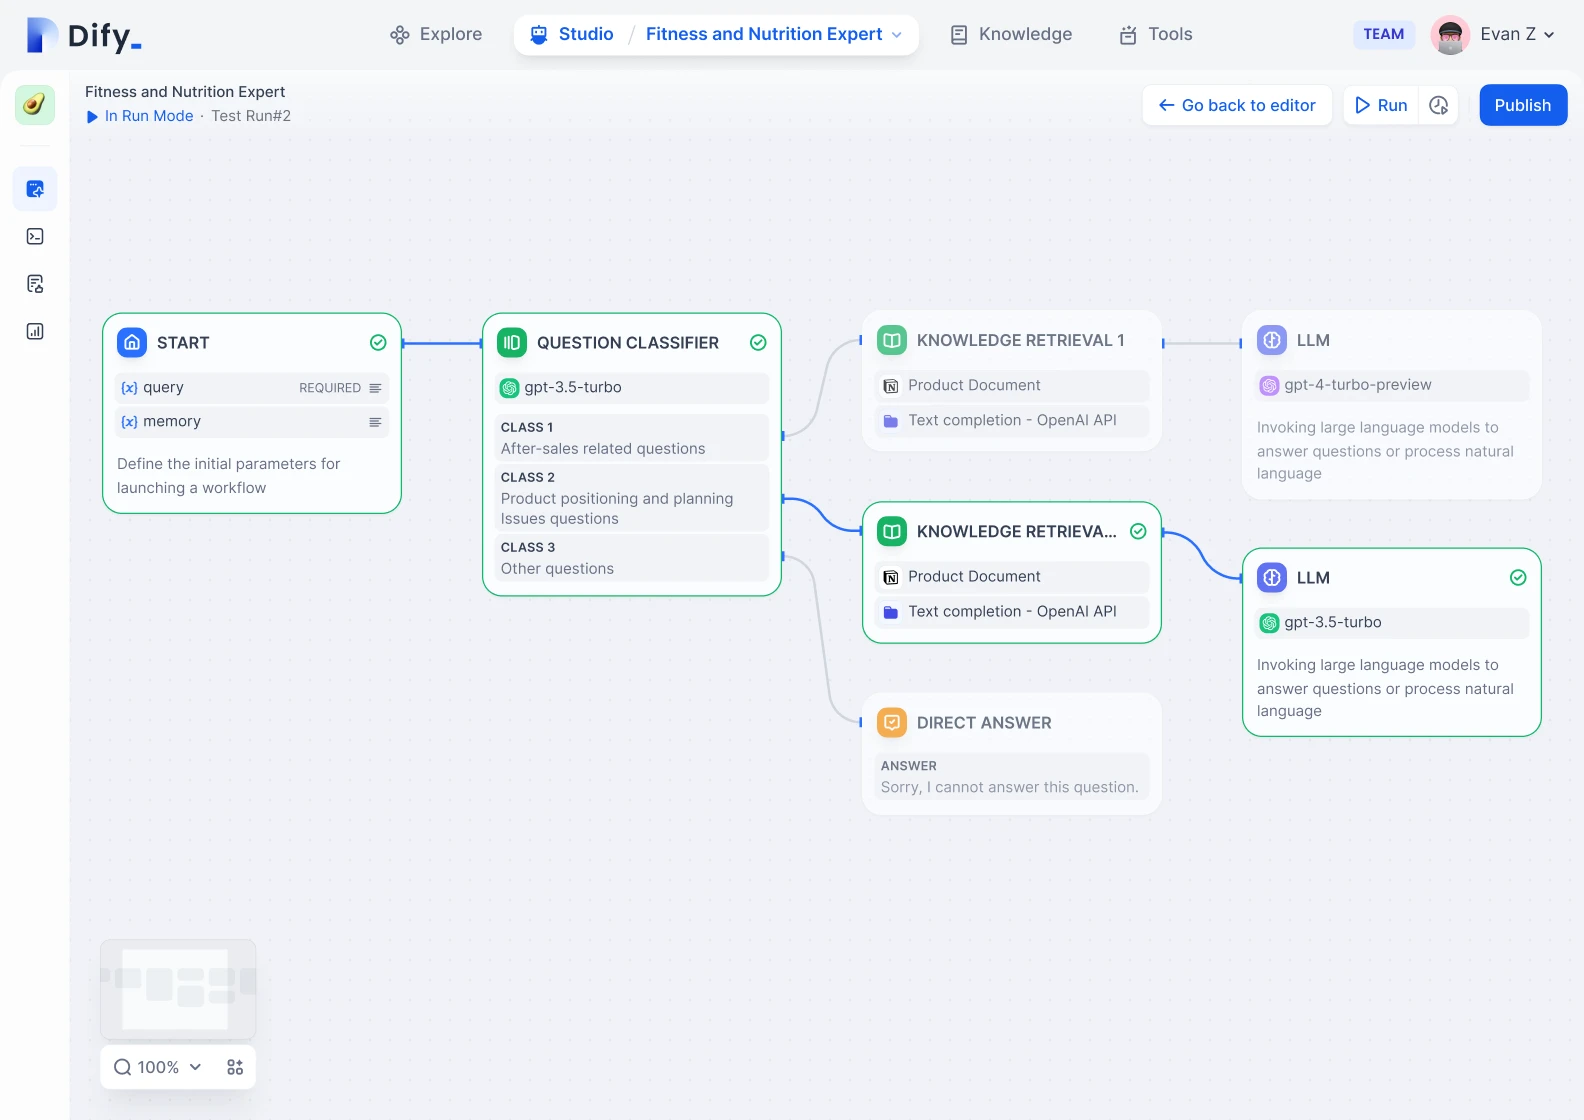 Dify_
Explore
Studio / Fitness and Nutrition Expert
Knowledge
Tools
TEAM
Evan Z
Fitness and Nutrition Expert
In Run Mode · Test Run#2
Go back to editor
Run
Publish
START
{x} query REQUIRED
{x} memory
Define the initial parameters for
launching a workflow
QUESTION CLASSIFIER
gpt-3.5-turbo
CLASS 1
After-sales related questions
CLASS 2
Product positioning and planning
Issues questions
CLASS 3
Other questions
KNOWLEDGE RETRIEVAL 1
Product Document
Text completion - OpenAI API
LLM
gpt-4-turbo-preview
Invoking large language models to
answer questions or process natural
language
KNOWLEDGE RETRIEVA...
Product Document
Text completion - OpenAI API
LLM
gpt-3.5-turbo
Invoking large language models to
answer questions or process natural
language
DIRECT ANSWER
ANSWER
Sorry, I cannot answer this question.
100%